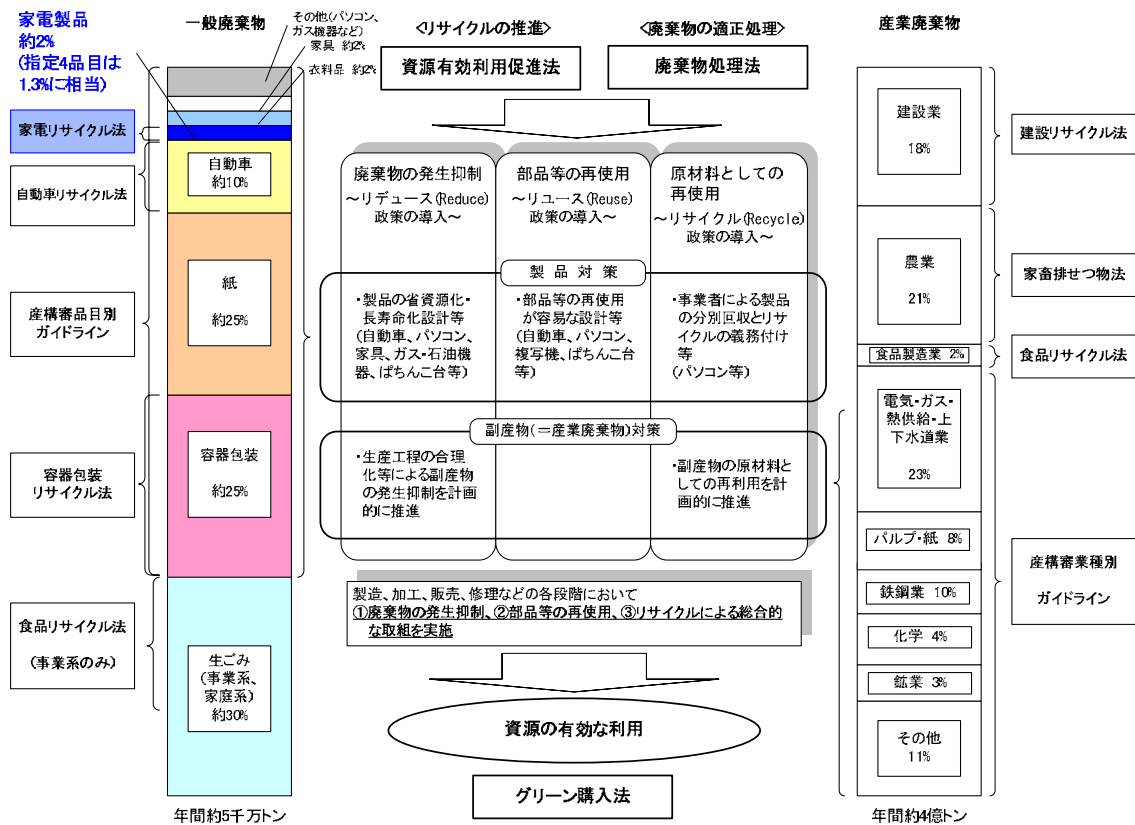 家電製品
約2%
(指定4品目は
1.3%に相当)
家電リサイクル法
自動車リサイクル法
産構審品目別
ガイドライン
容器包装
リサイクル法
食品リサイクル法
(事業系のみ)
一般廃棄物
その他(パソコン、
ガス機器など)
家具 約2%
衣料品 約2%
自動車
約10%
紙
約25%
容器包装
約25%
生ごみ
(事業系、
家庭系)
約30%
年間約5千万トン
<リサイクルの推進>
資源有効利用促進法
<廃棄物の適正処理>
廃棄物処理法
廃棄物の発生抑制
~リデュース(Reduce)
政策の導入~
部品等の再使用
~リユース(Reuse)
政策の導入~
原材料としての
再使用
~リサイクル(Recycle)
政策の導入~
製品対策
・製品の省資源化・
長寿命化設計等
(自動車、パソコン、
家具、ガス・石油機
器、ぱちんこ台等)
・部品等の再使用
が容易な設計等
(自動車、パソコン、
複写機、ぱちんこ台
等)
・事業者による製品
の分別回収とリサ
イクルの義務付け
等
(パソコン等)
副産物(=産業廃棄物)対策
・生産工程の合理
化等による副産物
の発生抑制を計画
的に推進
・副産物の原材料と
しての再利用を計
画的に推進
製造、加工、販売、修理などの各段階において
①廃棄物の発生抑制、②部品等の再使用、③リサイクルによる総合的
な取組を実施
資源の有効な利用
グリーン購入法
産業廃棄物
建設業
18%
農業
21%
食品製造業 2%
電気・ガス・
熱供給・上
下水道業
23%
パルプ・紙 8%
鉄鋼業 10%
化学 4%
鉱業 3%
その他
11%
年間約4億トン
建設リサイクル法
家畜排せつ物法
食品リサイクル法
産構審業種別
ガイドライン